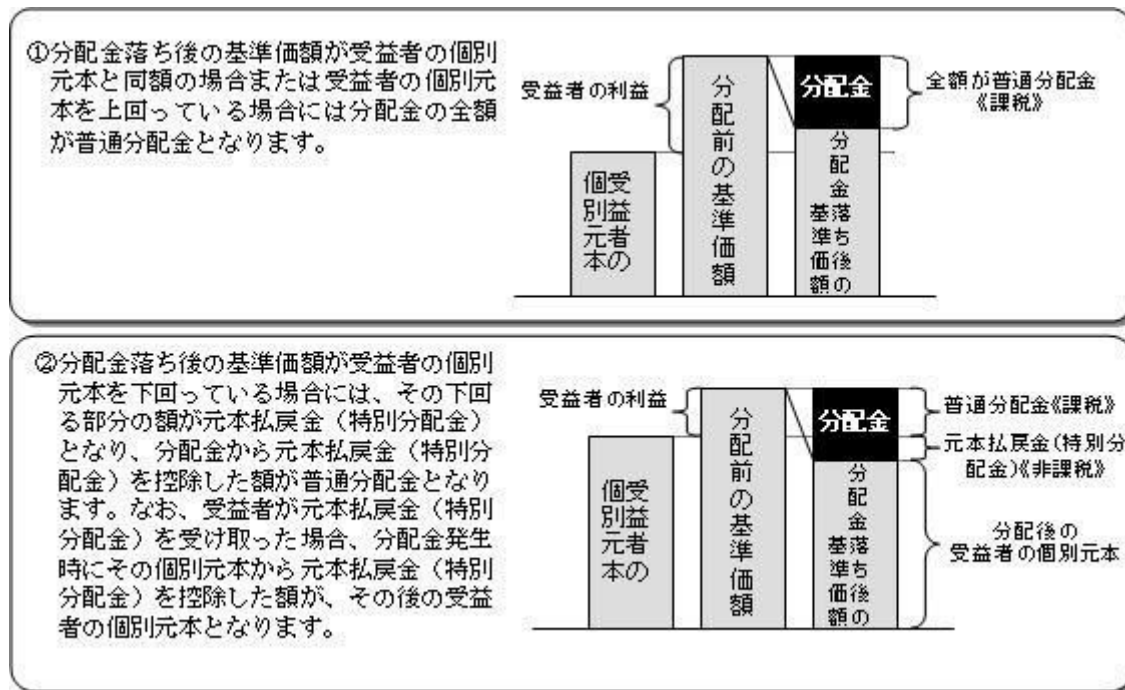 ①分配金落ち後の基準価額が受益者の個別
元本と同額の場合または受益者の個別元
本を上回っている場合には分配金の全額
が普通分配金となります。
受益者の利益
受益者の
個別元本
分配前の基準価額
分配金
分配金落ち後の
基準価額
全額が普通分配金
《課税》
②分配金落ち後の基準価額が受益者の個別
元本を下回っている場合には、その下回
る部分の額が元本払戻金（特別分配金）
となり、分配金から元本払戻金（特別分
配金）を控除した額が普通分配金となり
ます。なお、受益者が元本払戻金（特別
分配金）を受け取った場合、分配金発生
時にその個別元本から元本払戻金（特別
分配金）を控除した額が、その後の受益
者の個別元本となります。
受益者の利益
受益者の
個別元本
分配前の基準価額
分配金
分配金落ち後の
基準価額
普通分配金《課税》
元本払戻金(特別分
配金)《非課税》
分配後の
受益者の個別元本